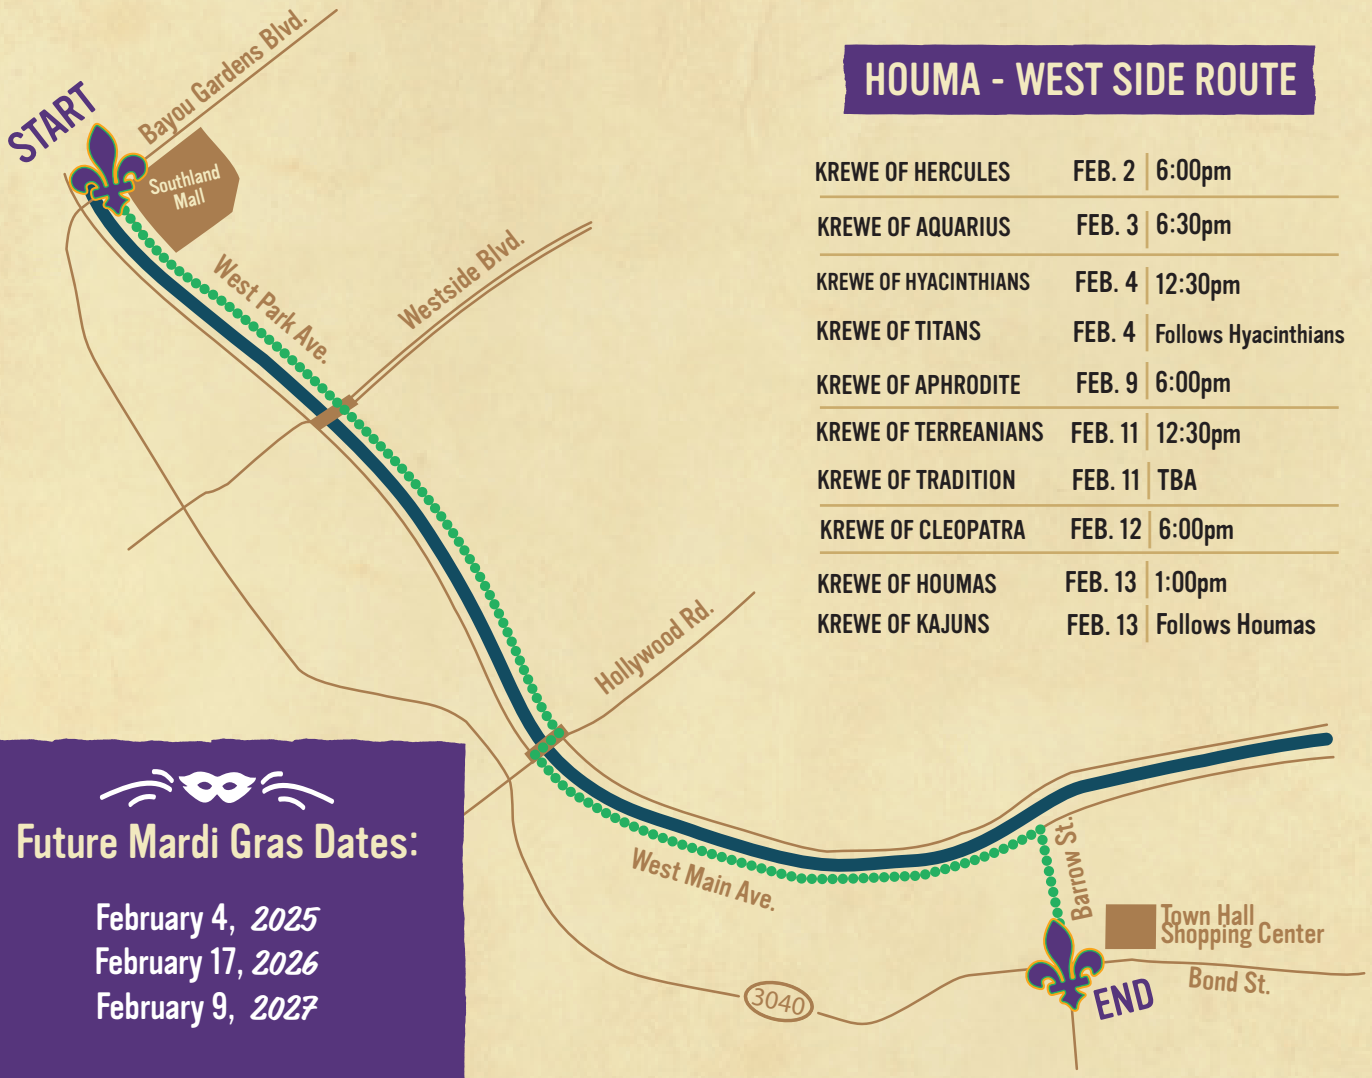 START
Bayou Gardens Blvd.
Southland
Mall
West Park Ave.
Westside Blvd.
Hollywood Rd.
West Main Ave.
Barrow St.
Town Hall
Shopping Center
Bond St.
END
3040
HOUMA - WEST SIDE ROUTE
KREWE OF HERCULES FEB. 2 6:00pm
KREWE OF AQUARIUS FEB. 3 6:30pm
KREWE OF HYACINTHIANS FEB. 4 12:30pm
KREWE OF TITANS FEB. 4 Follows Hyacinthians
KREWE OF APHRODITE FEB. 9 6:00pm
KREWE OF TERREANIANS FEB. 11 12:30pm
KREWE OF TRADITION FEB. 11 TBA
KREWE OF CLEOPATRA FEB. 12 6:00pm
KREWE OF HOUMAS FEB. 13 1:00pm
KREWE OF KAJUNS FEB. 13 Follows Houmas
Future Mardi Gras Dates:
February 4, 2025
February 17, 2026
February 9, 2027